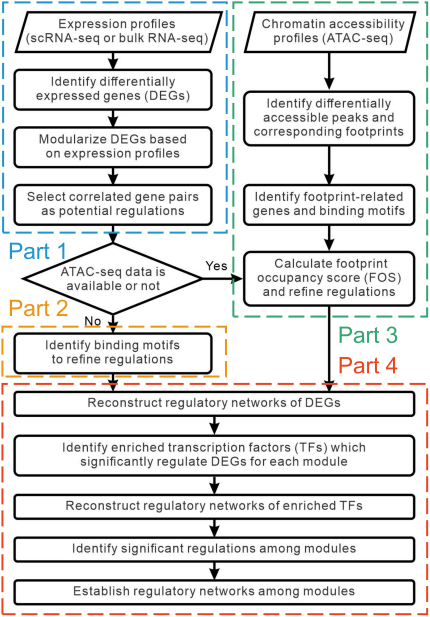 Expression profiles
(scRNA-seq or bulk RNA-seq)
Identify differentially
expressed genes (DEGs)
Modularize DEGs based
on expression profiles
Select correlated gene pairs
as potential regulations
Part 1
ATAC-seq data is
available or not
Yes
No
Part 2
Identify binding motifs
to refine regulations
Chromatin accessibility
profiles (ATAC-seq)
Identify differentially
accessible peaks and
corresponding footprints
Identify footprint-related
genes and binding motifs
Calculate footprint
occupancy score (FOS)
and refine regulations
Part 3
Part 4
Reconstruct regulatory networks of DEGs
Identify enriched transcription factors (TFs) which
significantly regulate DEGs for each module
Reconstruct regulatory networks of enriched TFs
Identify significant regulations among modules
Establish regulatory networks among modules